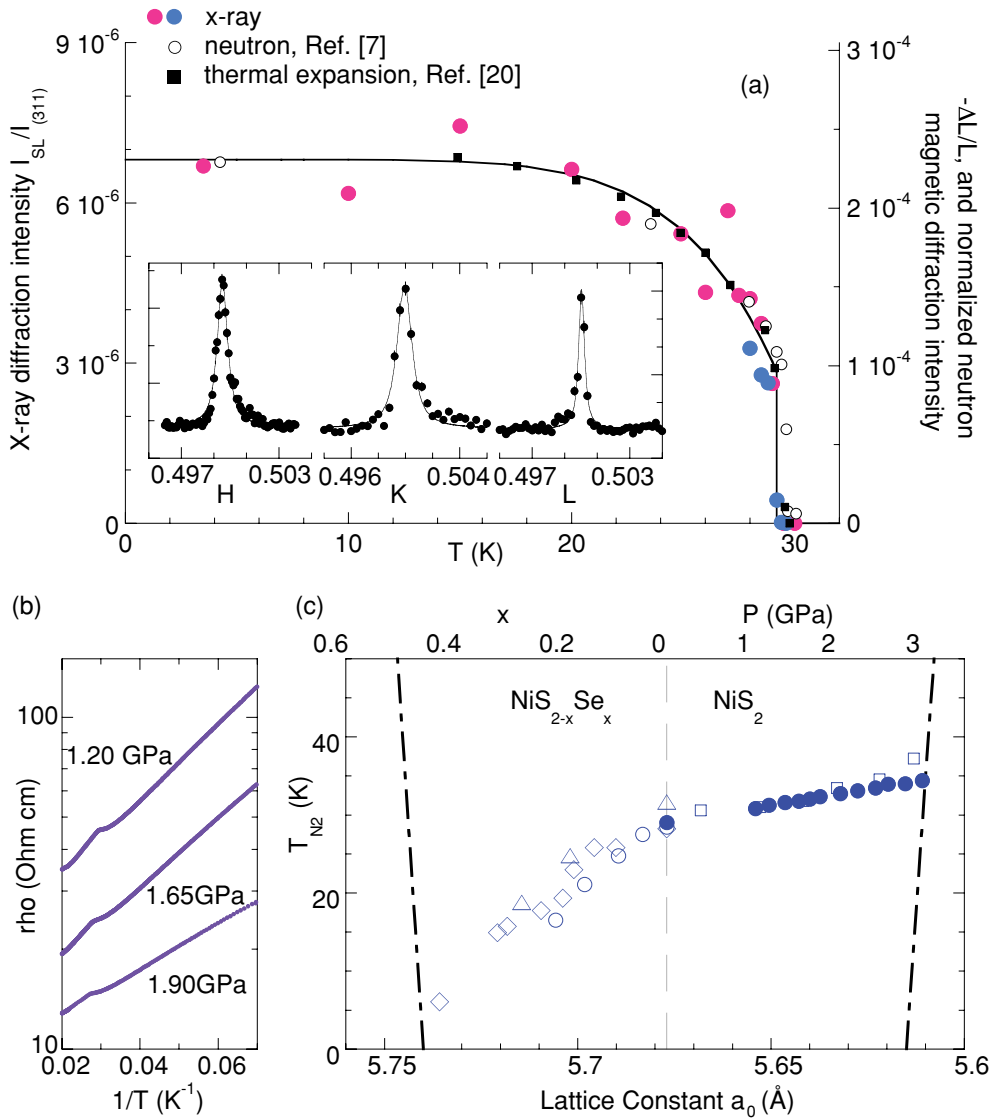 x-ray
neutron, Ref. [7]
thermal expansion, Ref. [20]
(a)
X-ray diffraction intensity I_SL/I_(311)
9 10^-6
6 10^-6
3 10^-6
0
3 10^-4
2 10^-4
1 10^-4
0
-ΔL/L, and normalized neutron
magnetic diffraction intensity
0.497 0.503
H
0.496 0.504
K
0.497 0.503
L
0 10 20 30
T (K)
(b)
rho (Ohm cm)
100
10
1.20 GPa
1.65GPa
1.90GPa
0.02 0.04 0.06
1/T (K^-1)
(c)
x P (GPa)
0.6 0.4 0.2 0 1 2 3
NiS_2-xSe_x NiS_2
T_N2 (K)
40
20
0
5.75 5.7 5.65 5.6
Lattice Constant a_0 (Å)